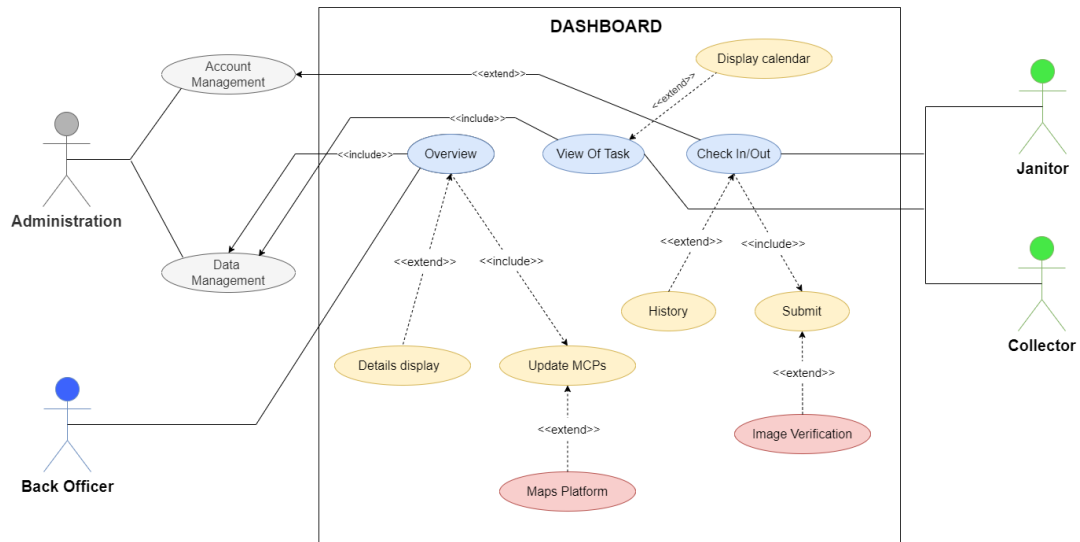 DASHBOARD
Account
Management
<<extend>>
Display calendar
<<extend>>
<<include>>
<<include>>
Overview
View Of Task
Check In/Out
Administration
Janitor
Data
Management
<<extend>>
<<include>>
<<extend>>
<<include>>
History
Submit
Collector
Details display
Update MCPs
<<extend>>
<<extend>>
Image Verification
Back Officer
Maps Platform